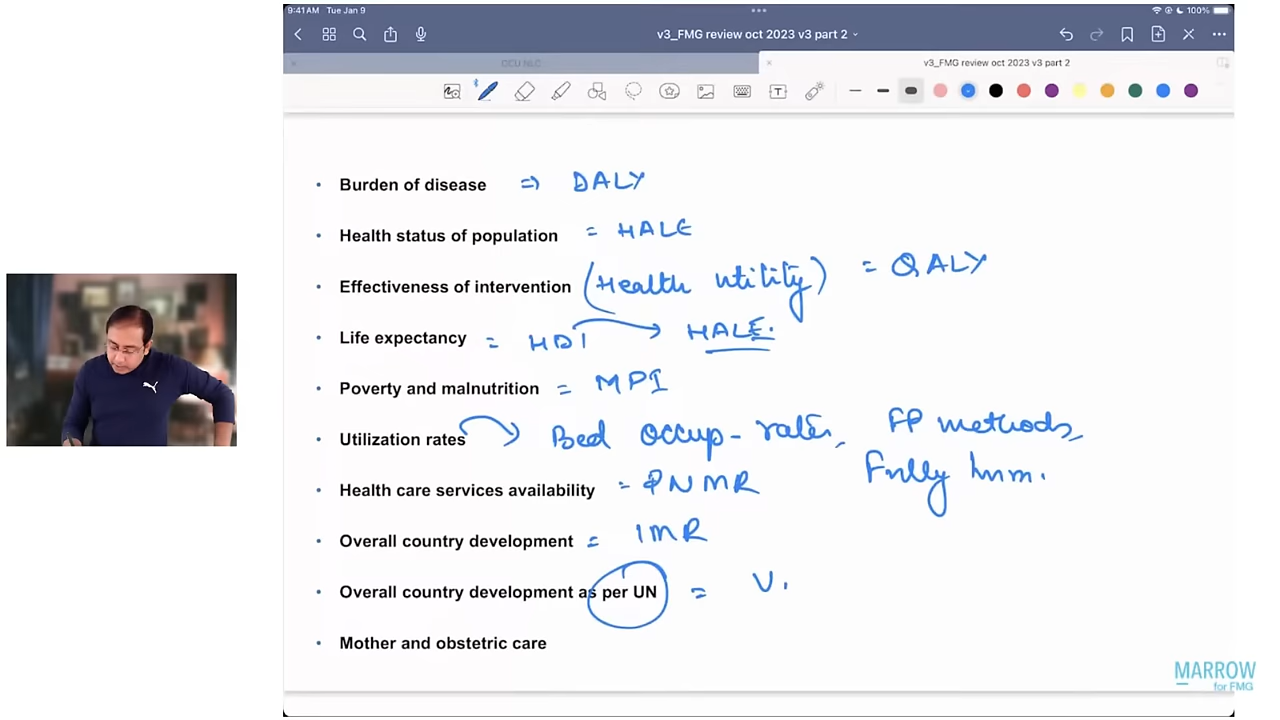 9:41 AM Tue Jan 9
100%
v3_FMG review oct 2023 v3 part 2
OCU NLC
v3_FMG review oct 2023 v3 part 2
• Burden of disease ⇒ DALY
• Health status of population = HALE
• Effectiveness of intervention (Health utility) = QALY
• Life expectancy = HDI → HALE.
• Poverty and malnutrition = MPI
• Utilization rates → Bed occup- rates, FP methods,
Fully Imm.
• Health care services availability = PNMR
• Overall country development = IMR
• Overall country development as per UN = V.
• Mother and obstetric care
MARROW
for FMG